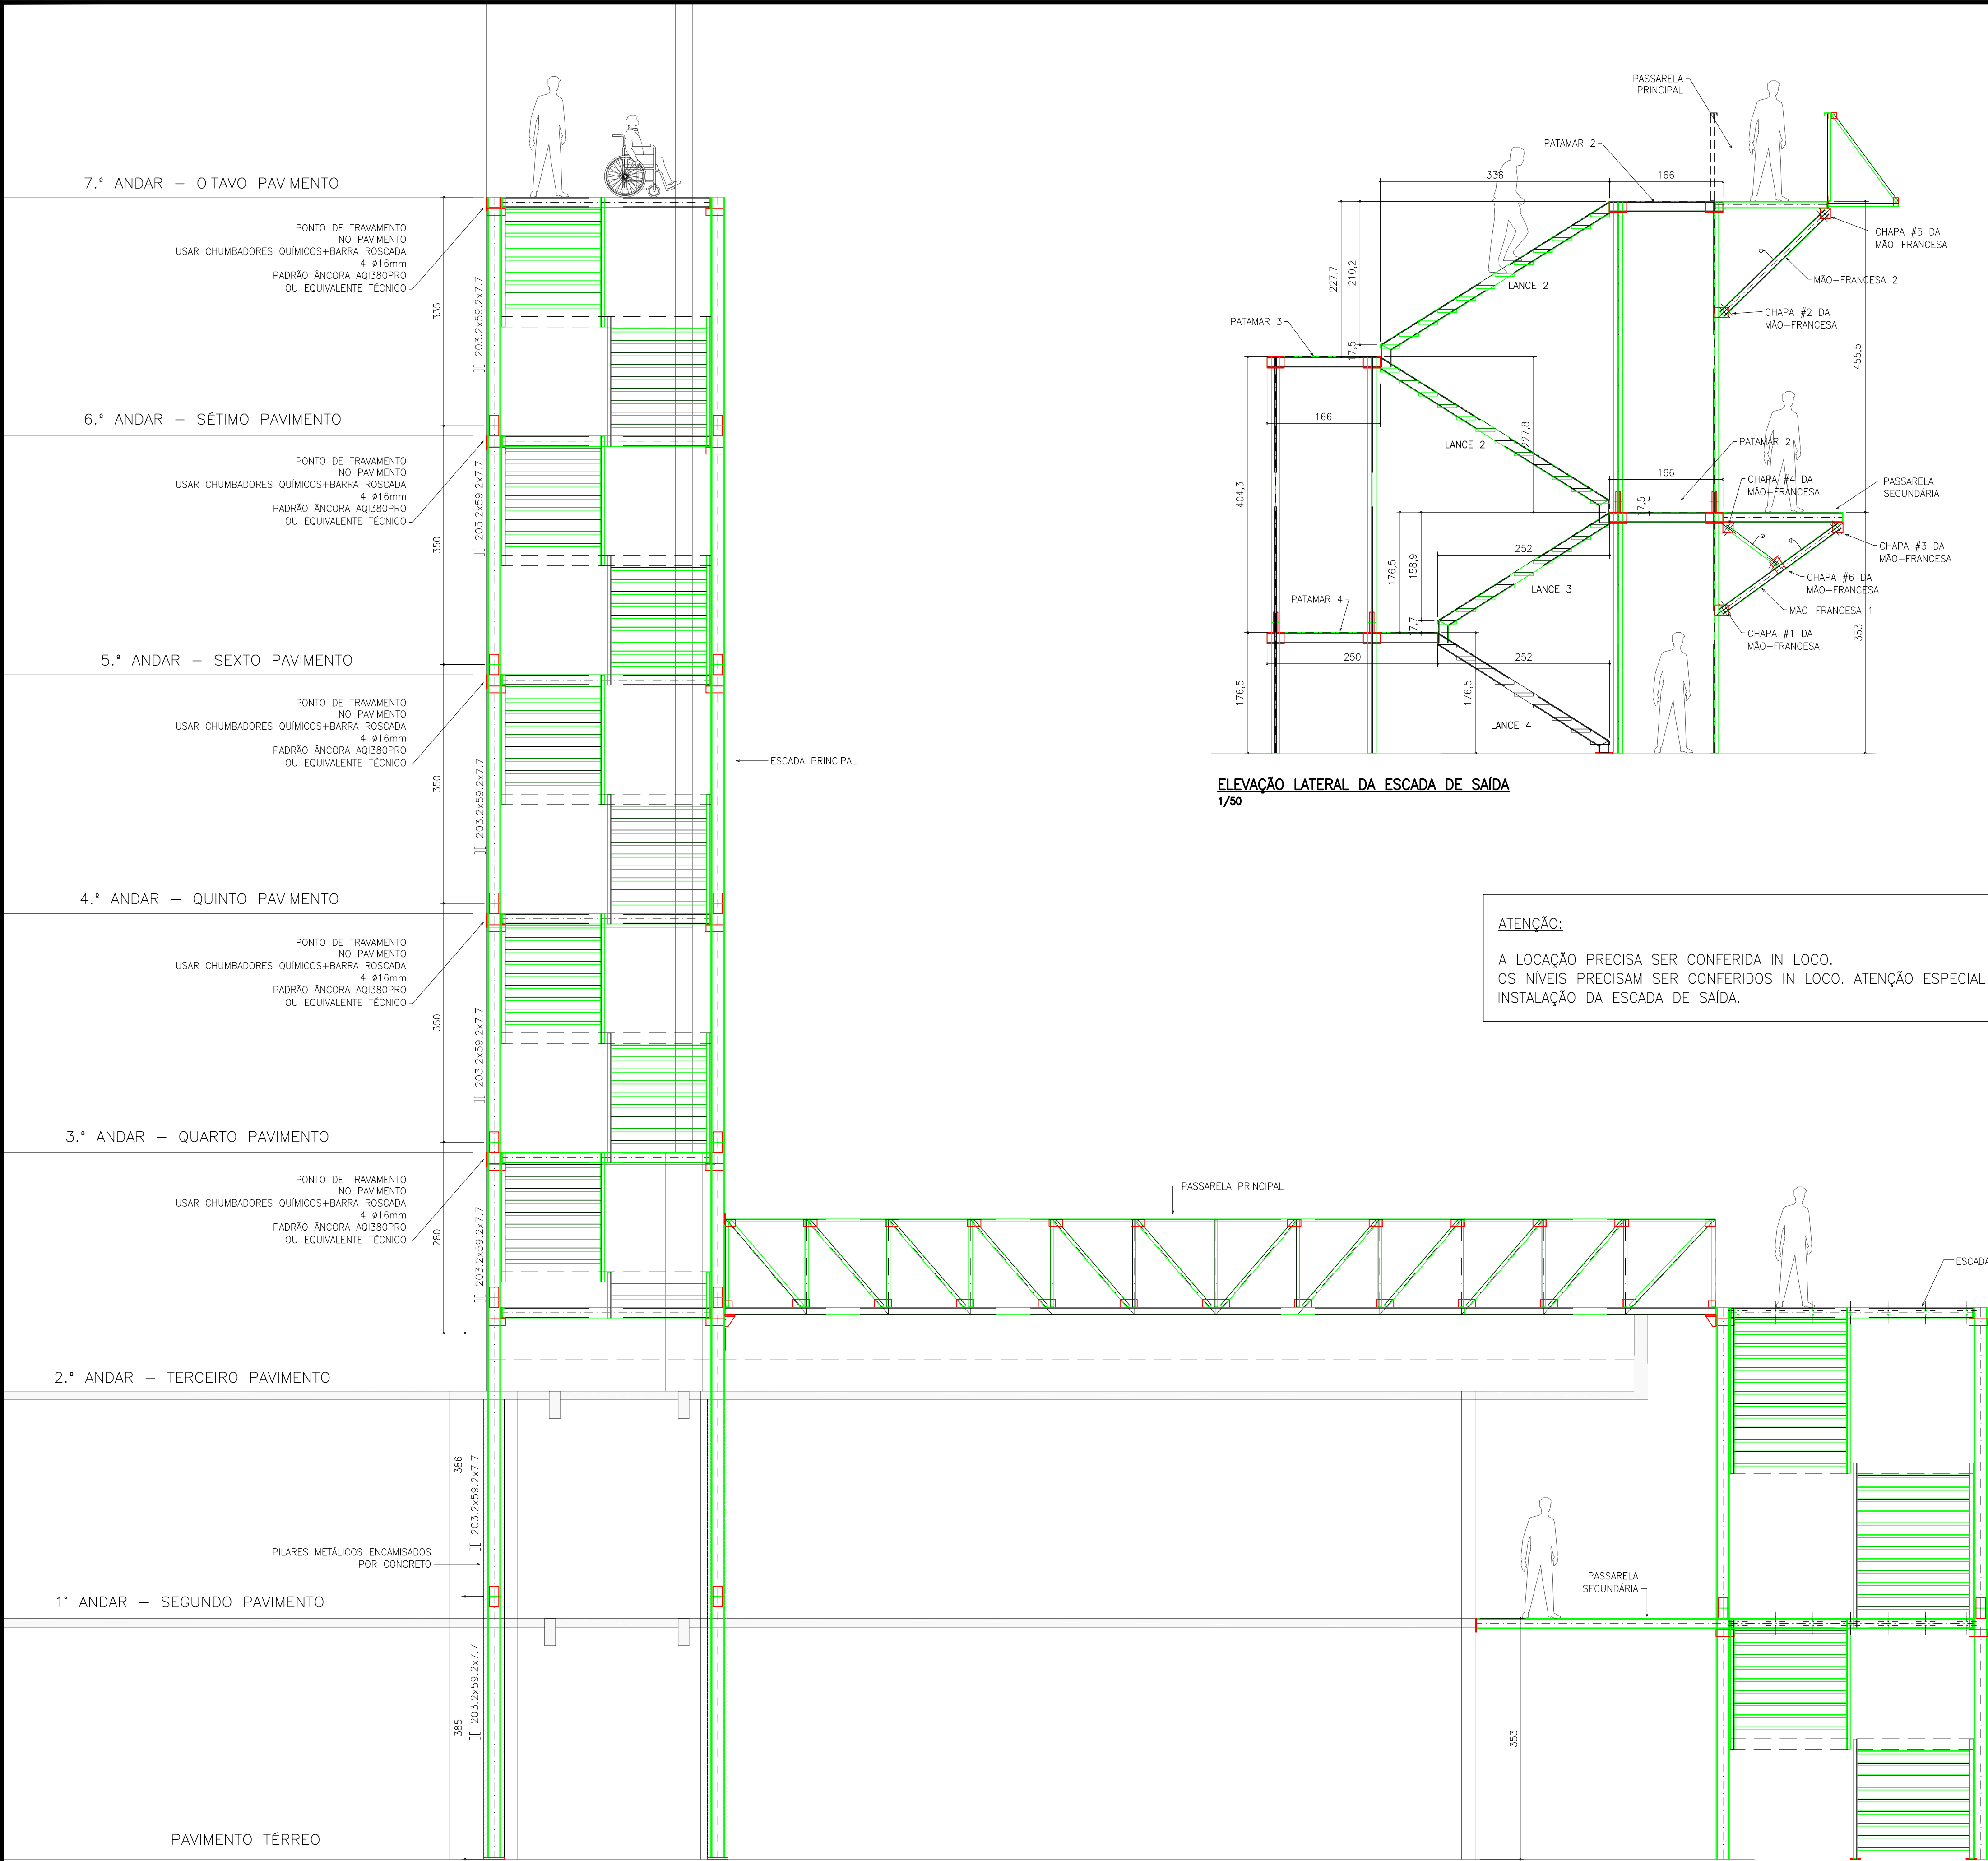 7.º ANDAR – OITAVO PAVIMENTO
PONTO DE TRAVAMENTO
NO PAVIMENTO
USAR CHUMBADORES QUÍMICOS+BARRA ROSCADA
4 ø16mm
PADRÃO ÂNCORA AQI380PRO
OU EQUIVALENTE TÉCNICO
335
][ 203.2x59.2x7.7
6.º ANDAR – SÉTIMO PAVIMENTO
PONTO DE TRAVAMENTO
NO PAVIMENTO
USAR CHUMBADORES QUÍMICOS+BARRA ROSCADA
4 ø16mm
PADRÃO ÂNCORA AQI380PRO
OU EQUIVALENTE TÉCNICO
350
][ 203.2x59.2x7.7
5.º ANDAR – SEXTO PAVIMENTO
PONTO DE TRAVAMENTO
NO PAVIMENTO
USAR CHUMBADORES QUÍMICOS+BARRA ROSCADA
4 ø16mm
PADRÃO ÂNCORA AQI380PRO
OU EQUIVALENTE TÉCNICO
350
][ 203.2x59.2x7.7
ESCADA PRINCIPAL
4.º ANDAR – QUINTO PAVIMENTO
PONTO DE TRAVAMENTO
NO PAVIMENTO
USAR CHUMBADORES QUÍMICOS+BARRA ROSCADA
4 ø16mm
PADRÃO ÂNCORA AQI380PRO
OU EQUIVALENTE TÉCNICO
350
][ 203.2x59.2x7.7
3.º ANDAR – QUARTO PAVIMENTO
PONTO DE TRAVAMENTO
NO PAVIMENTO
USAR CHUMBADORES QUÍMICOS+BARRA ROSCADA
4 ø16mm
PADRÃO ÂNCORA AQI380PRO
OU EQUIVALENTE TÉCNICO
280
][ 203.2x59.2x7.7
PASSARELA PRINCIPAL
2.º ANDAR – TERCEIRO PAVIMENTO
386
][ 203.2x59.2x7.7
PILARES METÁLICOS ENCAMISADOS
POR CONCRETO
1° ANDAR – SEGUNDO PAVIMENTO
385
][ 203.2x59.2x7.7
PAVIMENTO TÉRREO
PASSARELA
SECUNDÁRIA
353
ESCADA
PASSARELA
PRINCIPAL
PATAMAR 2
336
166
227,7
210,2
17,5
LANCE 2
CHAPA #5 DA
MÃO–FRANCESA
MÃO–FRANCESA 2
CHAPA #2 DA
MÃO–FRANCESA
455,5
PATAMAR 3
166
404,3
LANCE 2
227,8
PATAMAR 2
166
17,5
CHAPA #4 DA
MÃO–FRANCESA
PASSARELA
SECUNDÁRIA
CHAPA #3 DA
MÃO–FRANCESA
CHAPA #6 DA
MÃO–FRANCESA
MÃO–FRANCESA 1
CHAPA #1 DA
MÃO–FRANCESA
353
252
176,5
158,9
17,7
LANCE 3
PATAMAR 4
250
252
176,5
176,5
LANCE 4
ELEVAÇÃO LATERAL DA ESCADA DE SAÍDA
1/50
ATENÇÃO:
A LOCAÇÃO PRECISA SER CONFERIDA IN LOCO.
OS NÍVEIS PRECISAM SER CONFERIDOS IN LOCO. ATENÇÃO ESPECIAL
INSTALAÇÃO DA ESCADA DE SAÍDA.